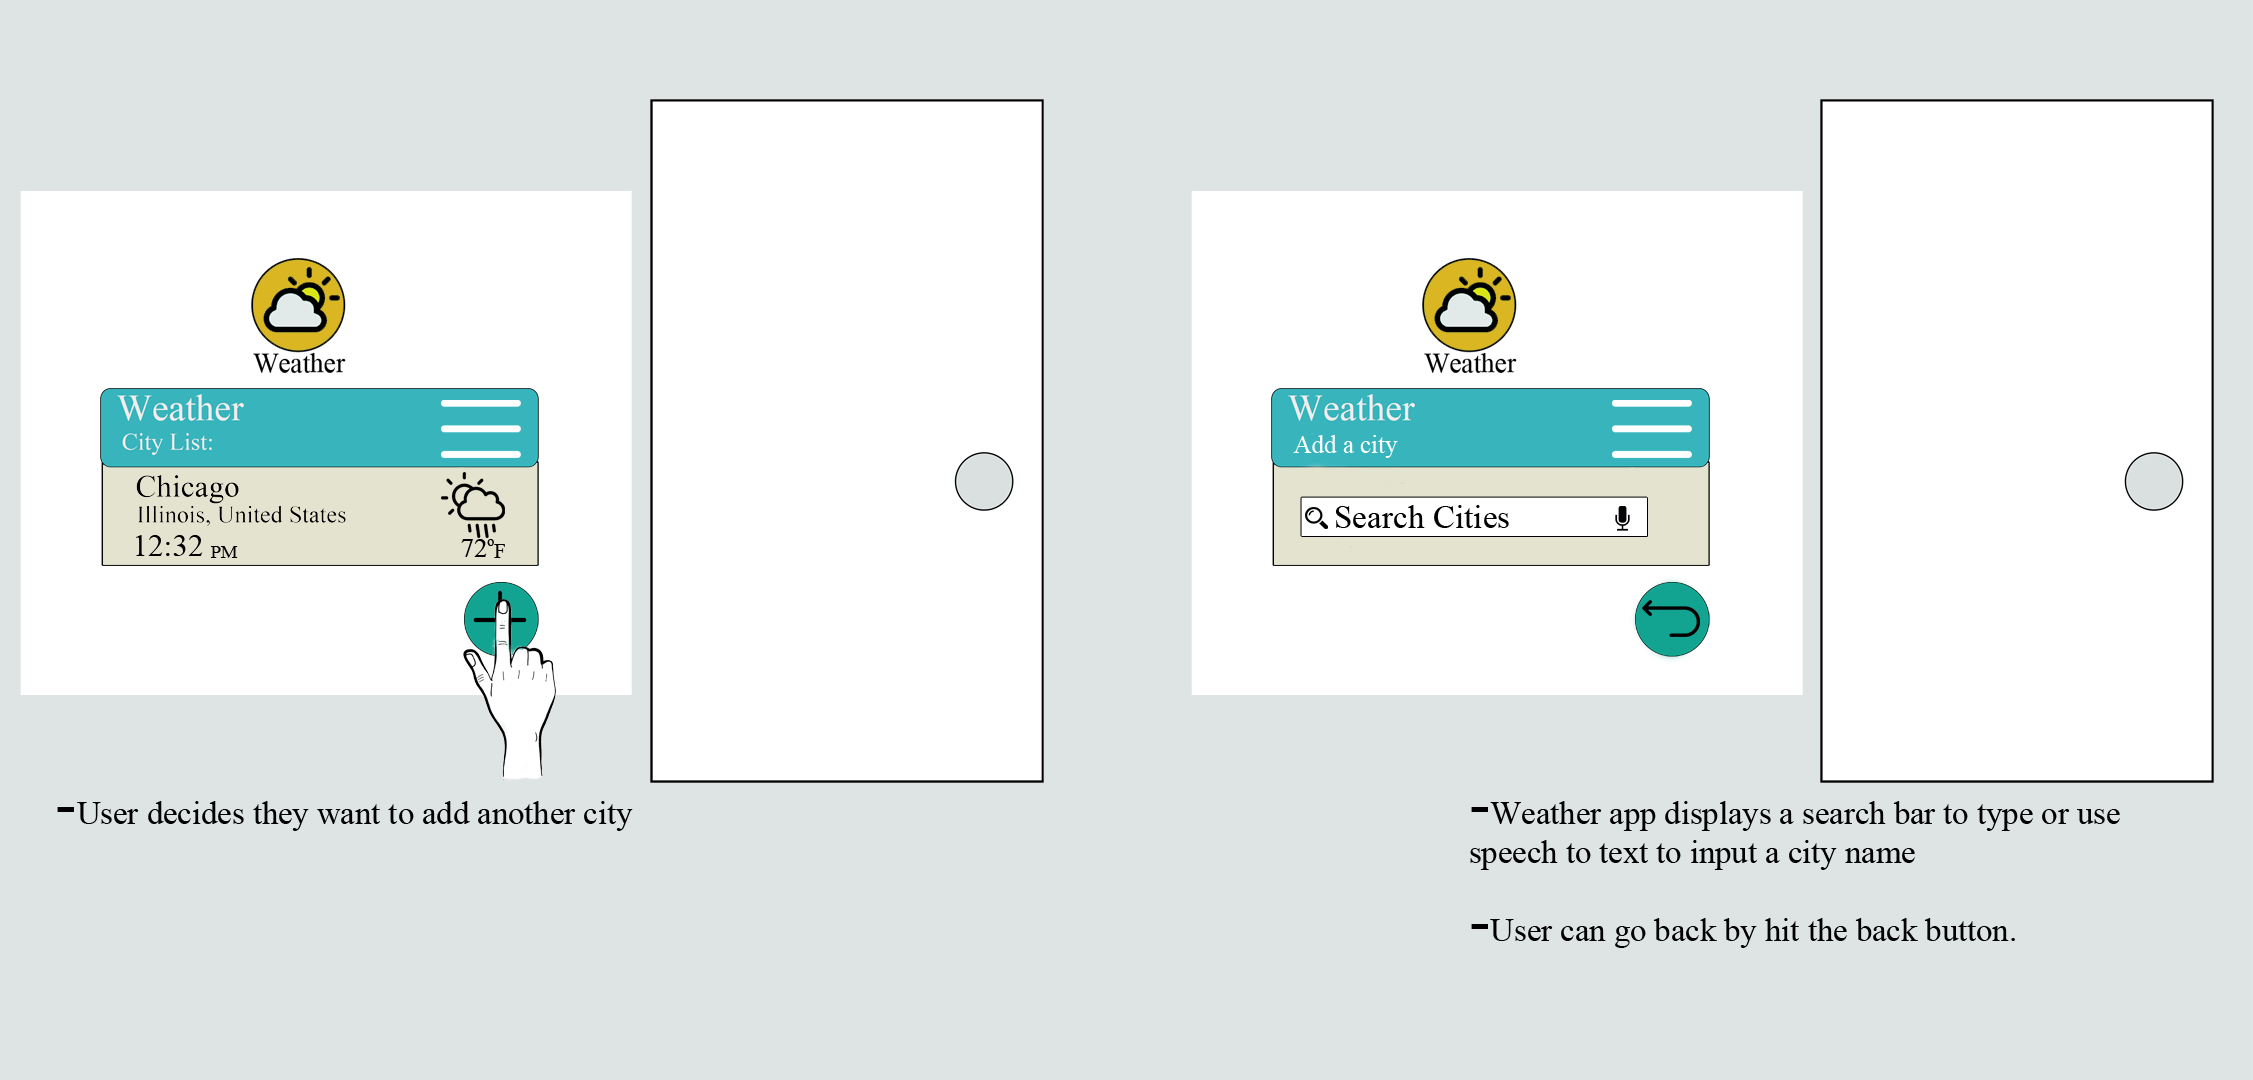 Weather
Weather
City List:
Chicago
Illinois, United States
12:32 PM
72°F
-User decides they want to add another city
Weather
Weather
Add a city
Search Cities
-Weather app displays a search bar to type or use
speech to text to input a city name
-User can go back by hit the back button.